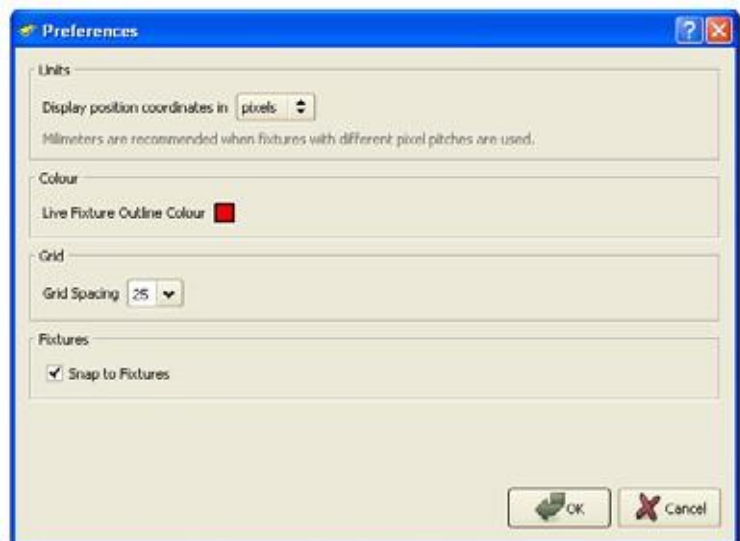 Preferences
?
Units
Display position coordinates in pixels
Milimeters are recommended when fixtures with different pixel pitches are used.
Colour
Live Fixture Outline Colour
Grid
Grid Spacing 25
Fixtures
Snap to Fixtures
OK Cancel